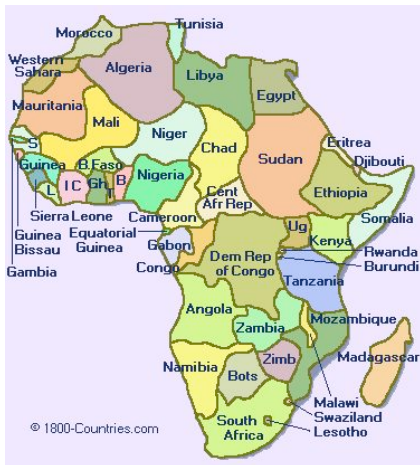 Tunisia
Morocco
Algeria
Libya
Egypt
Western
Sahara
Mauritania
Mali
Niger
Chad
Sudan
Eritrea
Djibouti
S
G
Guinea
B.Faso
Nigeria
I
L
I C
Gh
T
B
Cent
Afr Rep
Ethiopia
Somalia
Sierra Leone
Guinea
Bissau
Gambia
Cameroon
Equatorial
Guinea
Gabon
Congo
Dem Rep
of Congo
Ug
Kenya
Rwanda
Burundi
Tanzania
Angola
Zambia
Mozambique
Madagascar
Namibia
Bots
Zimb
Malawi
Swaziland
Lesotho
South
Africa
© 1800-Countries.com